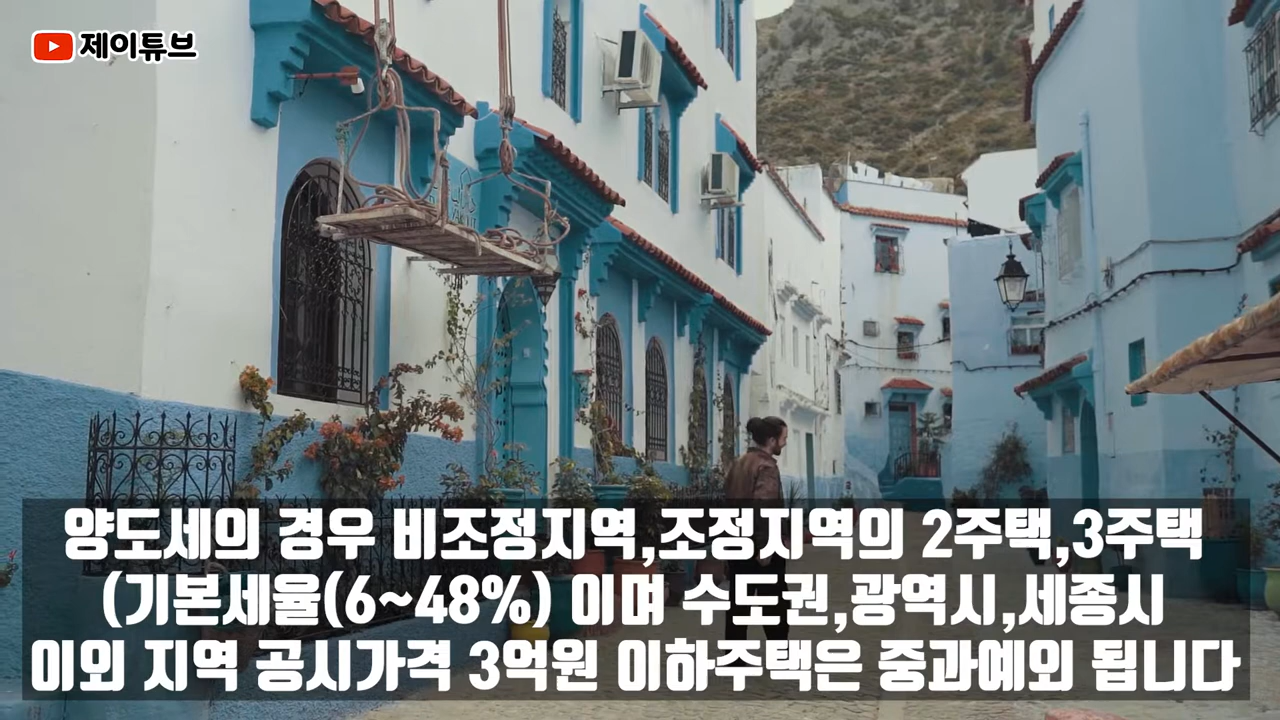 제이튜브
양도세의 경우 비조정지역,조정지역의 2주택,3주택
(기본세율(6~48%) 이며 수도권,광역시,세종시
이외 지역 공시가격 3억원 이하주택은 중과예외 됩니다